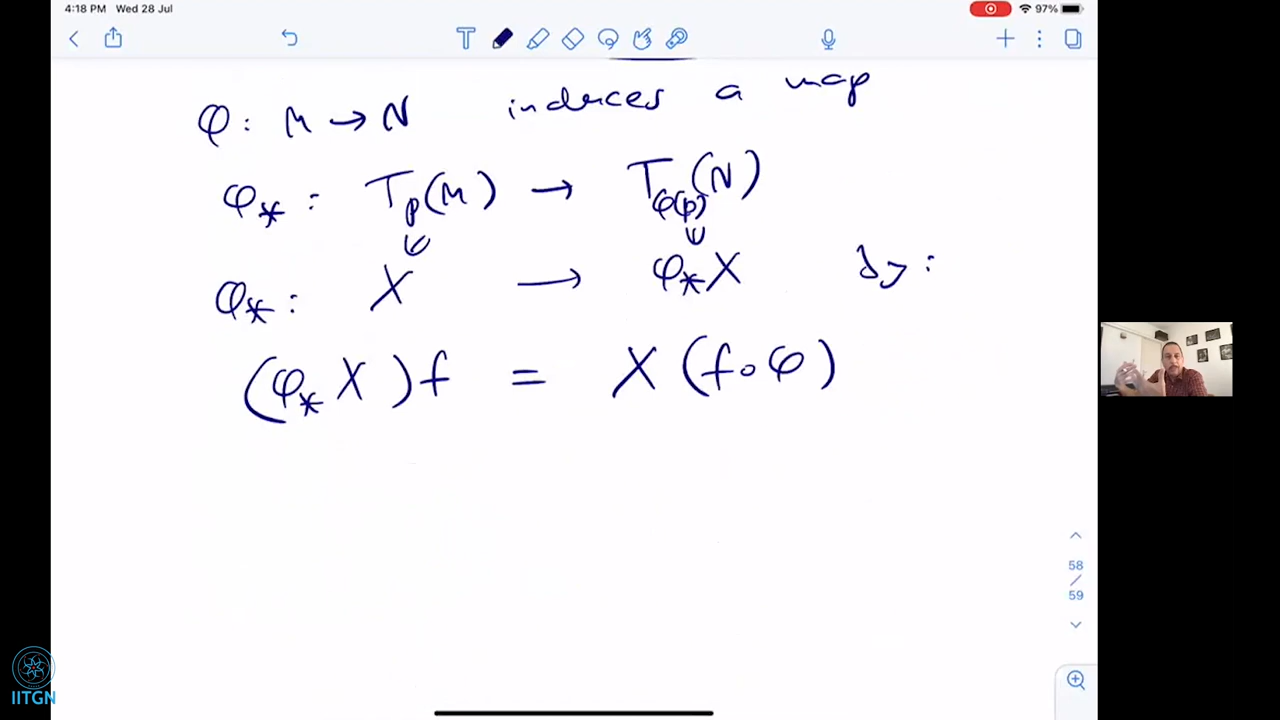 4:18 PM Wed 28 Jul 97%
T
φ: M → N induces a map
φ* : Tp(M) → Tφ(p)(N)
φ* : X → φ*X by :
(φ*X)f = X(f∘φ)
58
/
59
IITGN